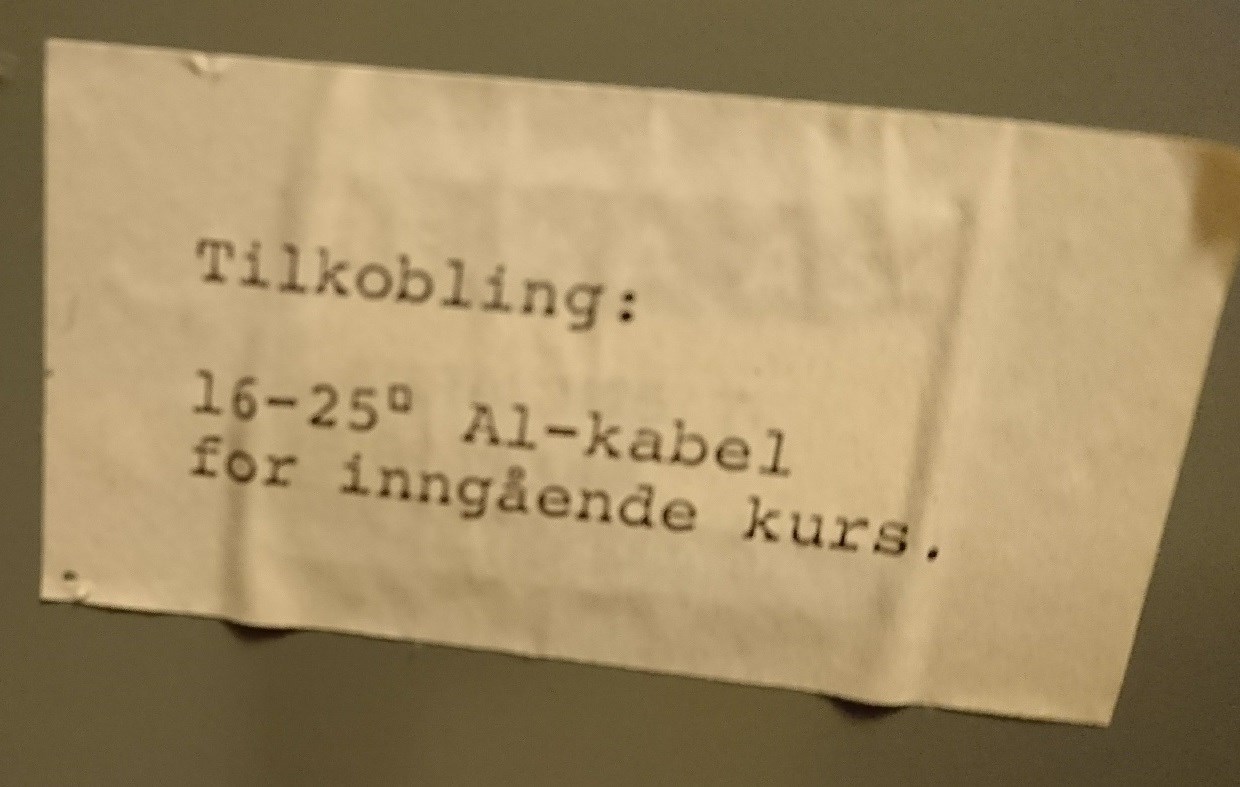 Tilkobling:
16-25□ Al-kabel
for inngående kurs.